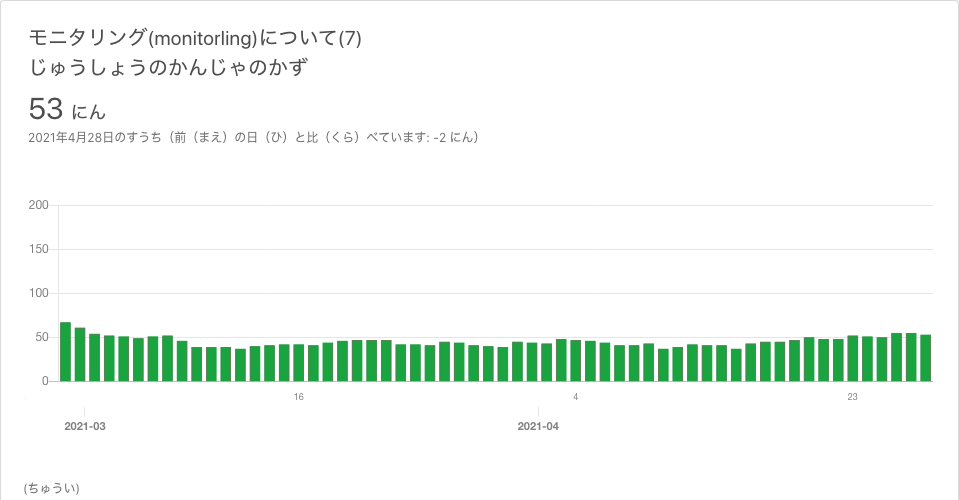 モニタリング(monitorling)について(7)
じゅうしょうのかんじゃのかず
53 にん
2021年4月28日のすうち（前（まえ）の日（ひ）と比（くら）べています: -2 にん）
200
150
100
50
0
16
4
23
2021-03
2021-04
(ちゅうい)